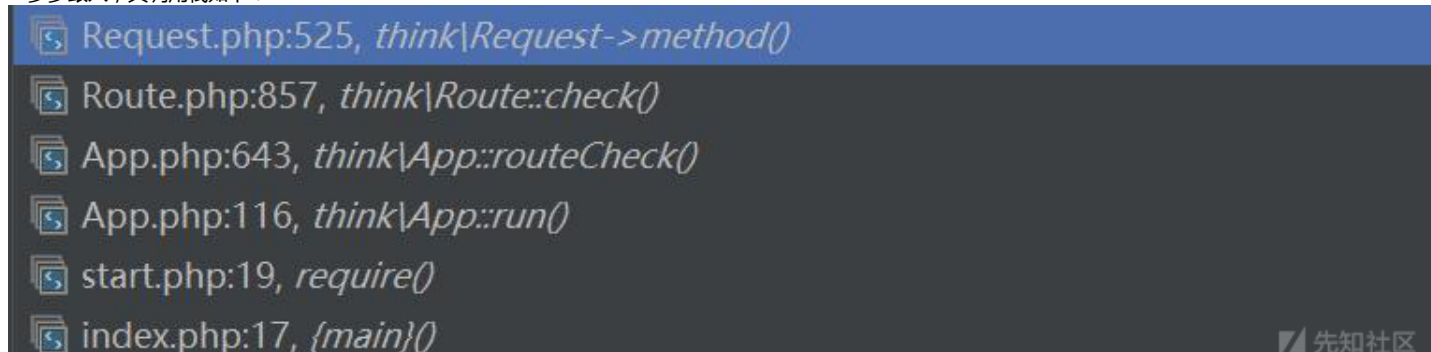 Request.php:525, think\Request->method()
Route.php:857, think\Route::check()
App.php:643, think\App::routeCheck()
App.php:116, think\App::run()
start.php:19, require()
index.php:17, {main}()
先知社区